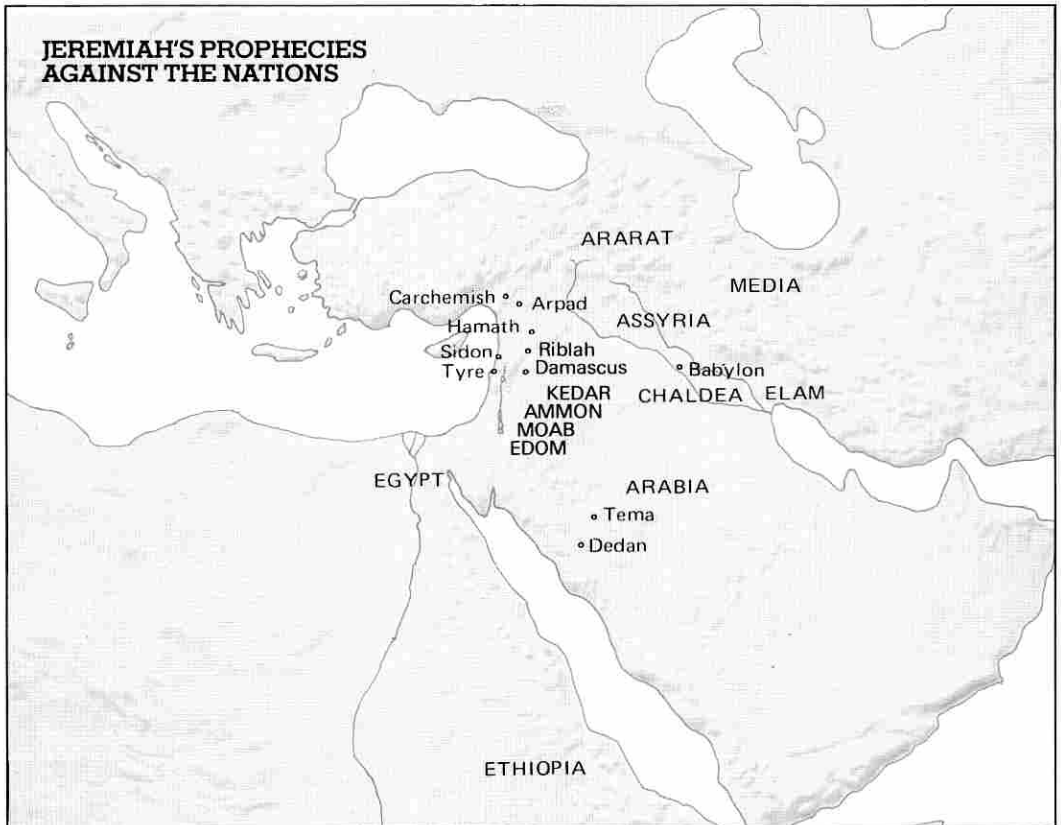 JEREMIAH'S PROPHECIES
AGAINST THE NATIONS
ARARAT
MEDIA
Carchemish
Arpad
ASSYRIA
Hamath
Sidon
Riblah
Tyre
Damascus
Babylon
KEDAR
CHALDEA
ELAM
AMMON
MOAB
EDOM
EGYPT
ARABIA
Tema
Dedan
ETHIOPIA